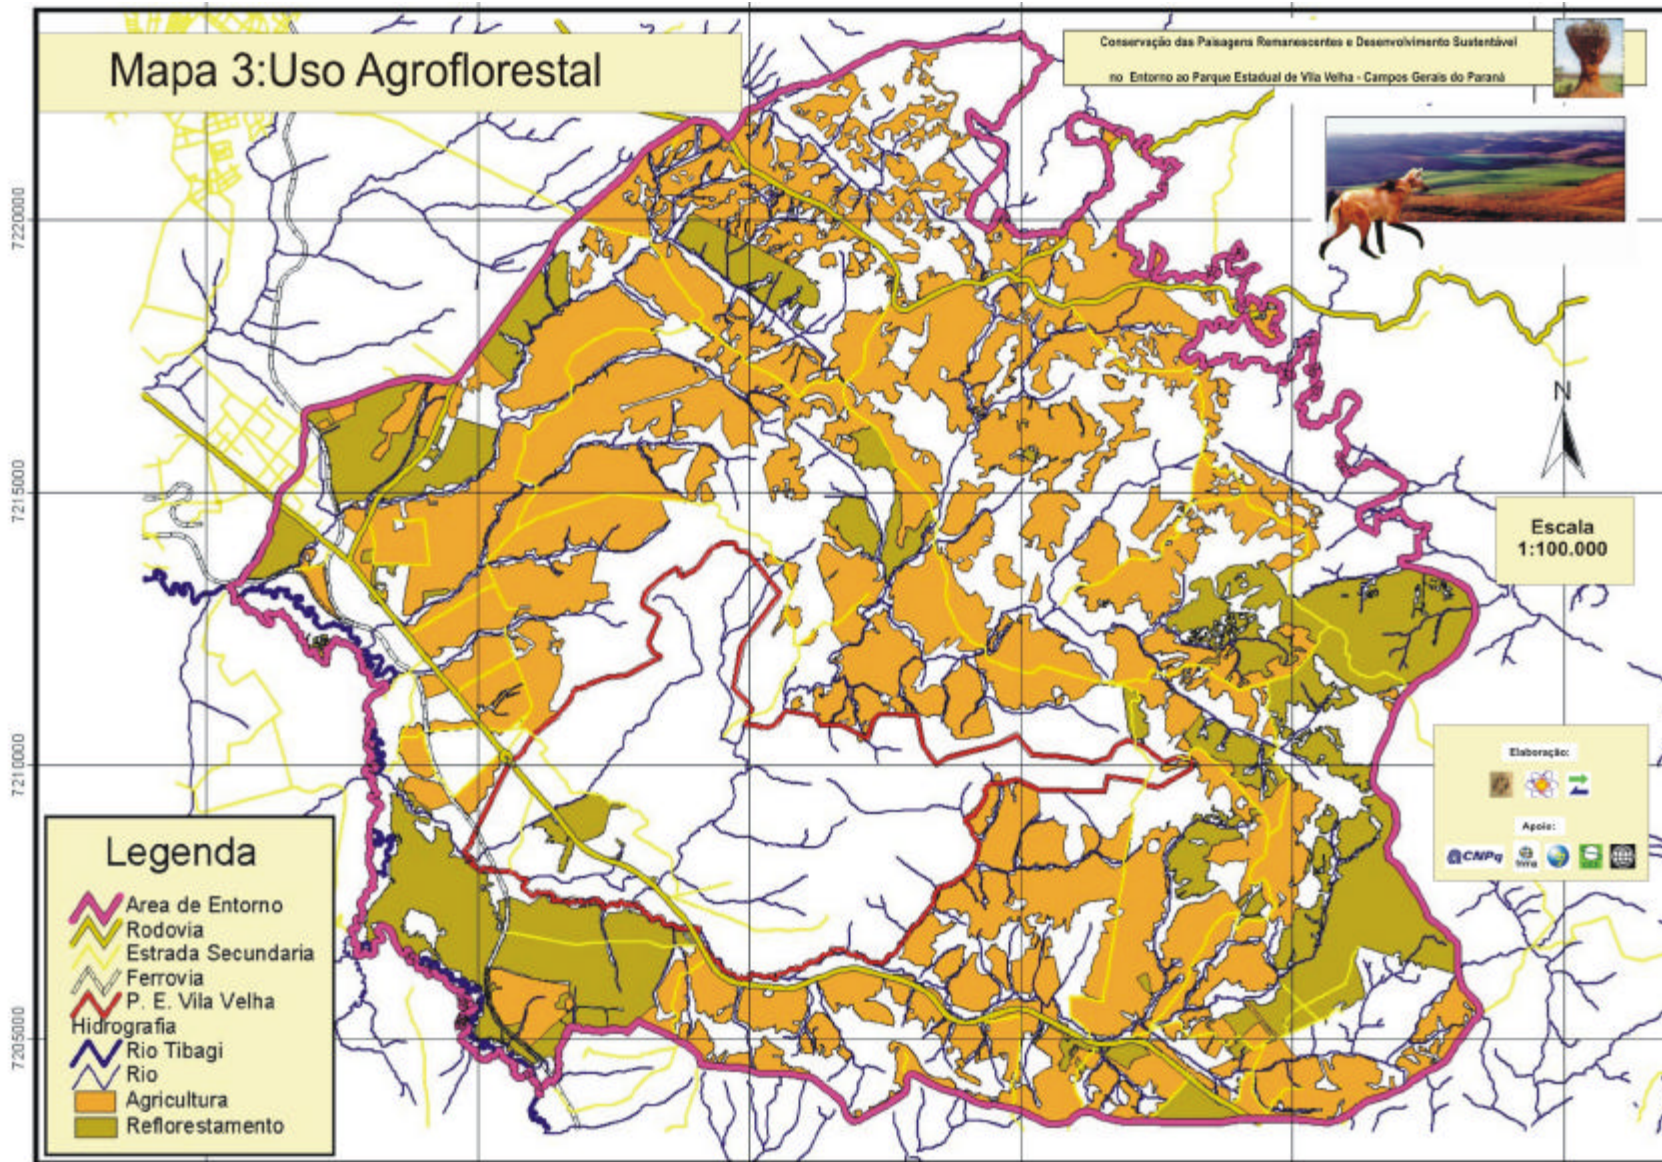 Mapa 3:Uso Agroflorestal
Conservação das Paisagens Remanescentes e Desenvolvimento Sustentável
no Entorno ao Parque Estadual de Vila Velha - Campos Gerais do Paraná
7220000
7215000
7210000
7205000
N
Escala
1:100.000
Elaboração:
Apoio:
CNPq
Legenda
Area de Entorno
Rodovia
Estrada Secundaria
Ferrovia
P. E. Vila Velha
Hidrografia
Rio Tibagi
Rio
Agricultura
Reflorestamento